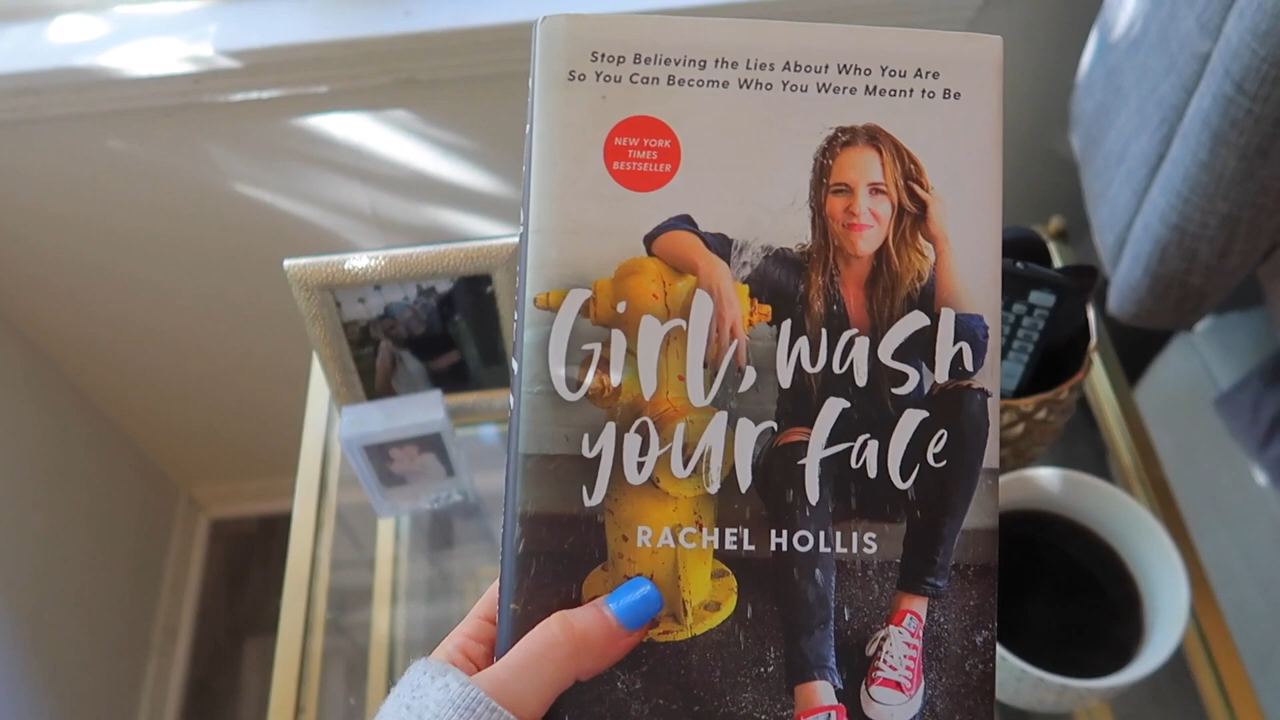 Stop Believing the Lies About Who You Are
So You Can Become Who You Were Meant to Be
NEW YORK
TIMES
BESTSELLER
Girl, wash
your face
RACHEL HOLLIS